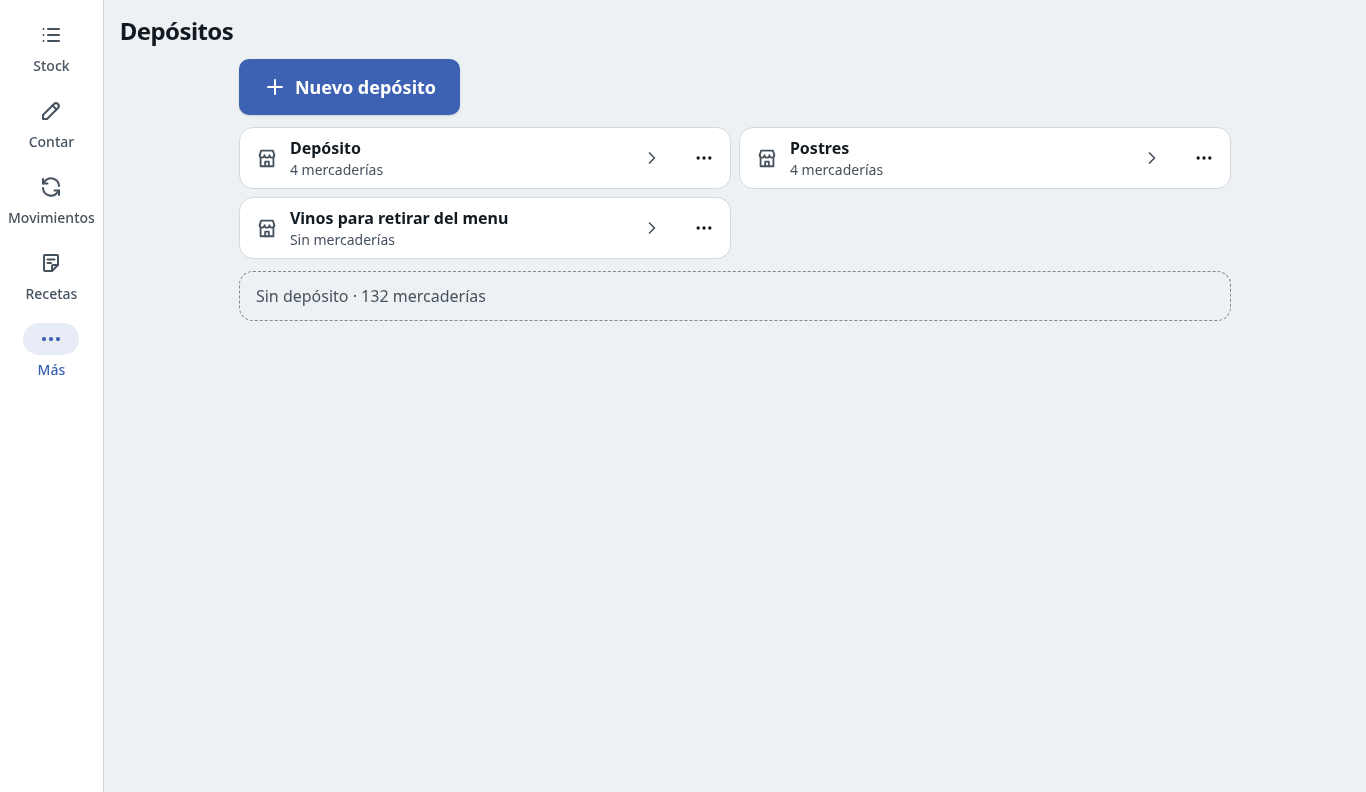 Stock
Contar
Movimientos
Recetas
Más
Depósitos
Nuevo depósito
Depósito
4 mercaderías
Postres
4 mercaderías
Vinos para retirar del menu
Sin mercaderías
Sin depósito · 132 mercaderías